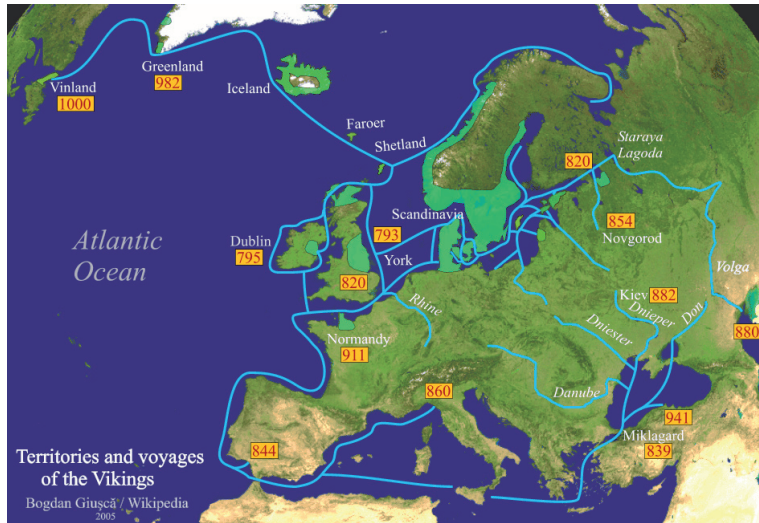 Greenland
982
Vinland
1000
Iceland
Faroer
Shetland
Staraya
Lagoda
820
Scandinavia
854
Novgorod
Atlantic
Ocean
Dublin
795
793
York
820
Volga
Kiev
882
Rhine
Dnieper
Don
Dniester
880
Normandy
911
860
Danube
941
Miklagard
839
844
Territories and voyages
of the Vikings
Bogdan Giuşcă / Wikipedia
2005